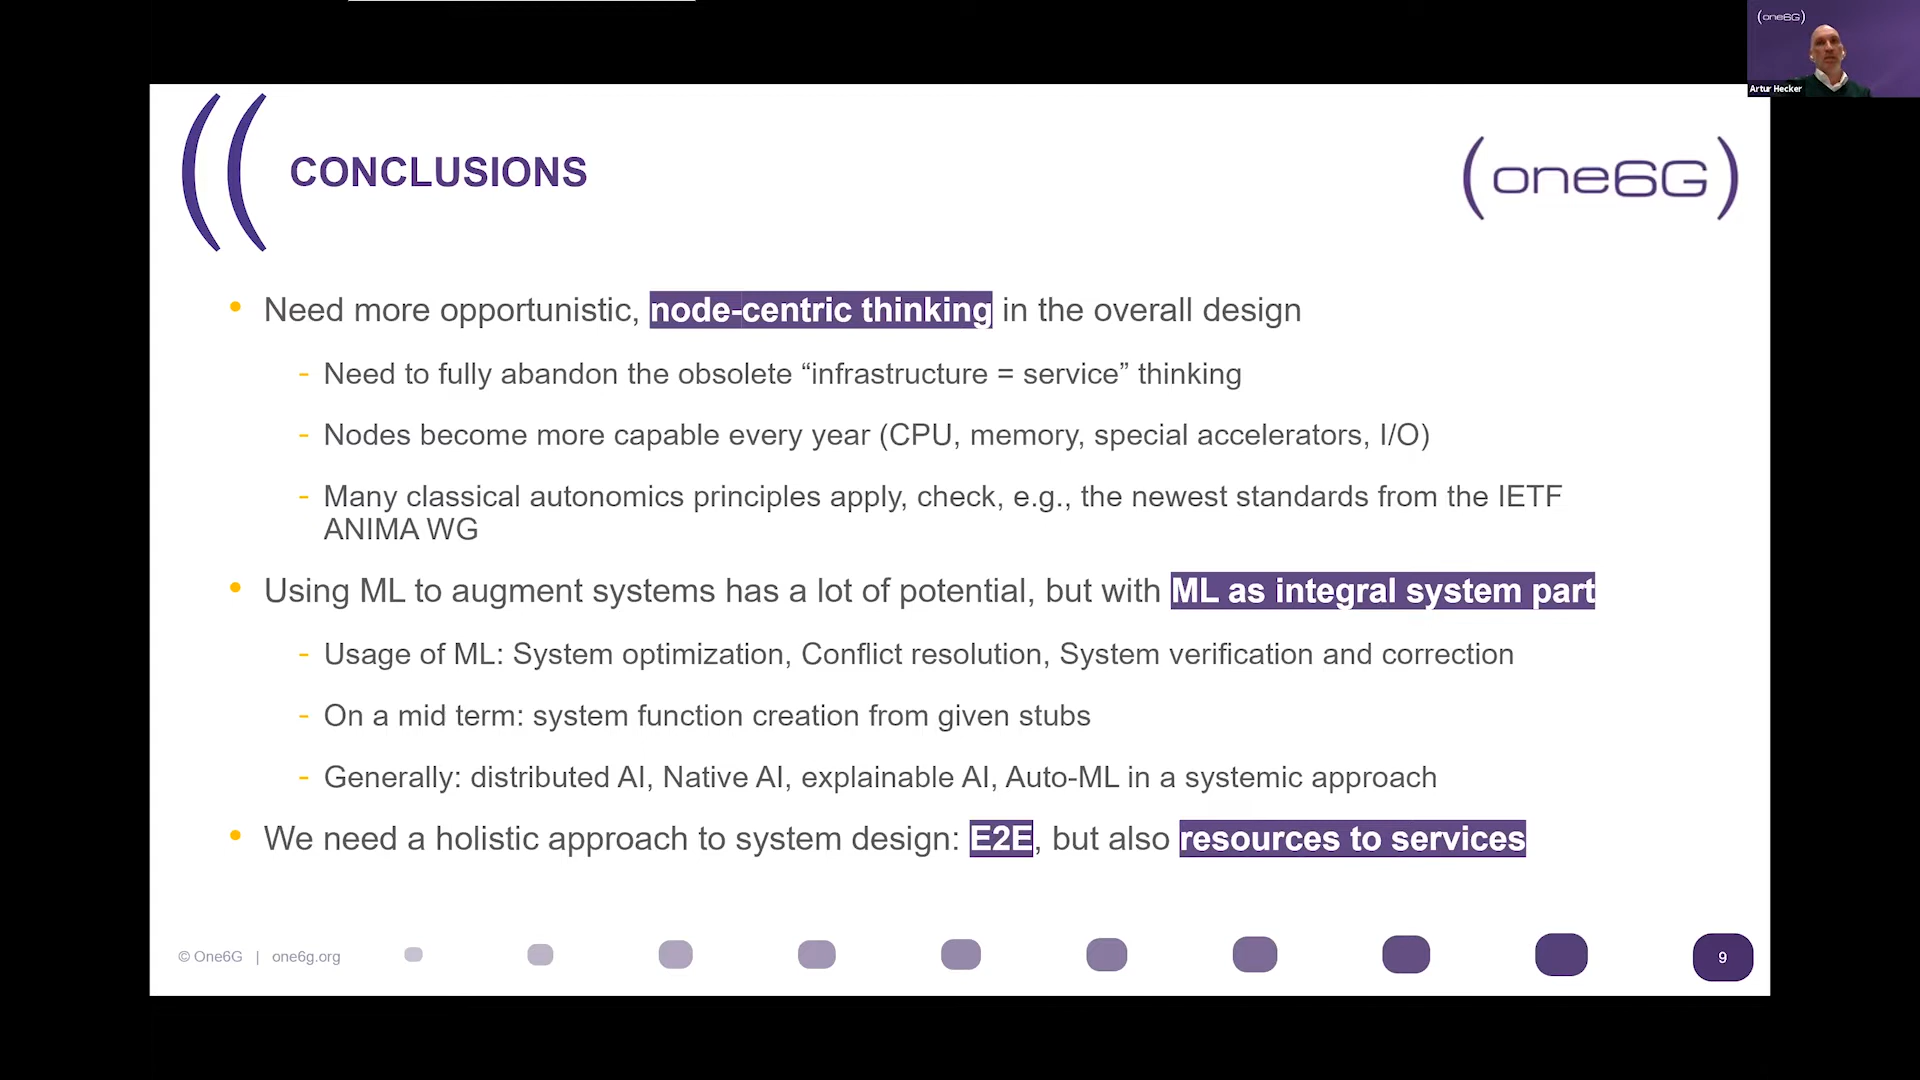 (one6G)
Artur Hecker
CONCLUSIONS
(one6G)
• Need more opportunistic, node-centric thinking in the overall design
- Need to fully abandon the obsolete “infrastructure = service” thinking
- Nodes become more capable every year (CPU, memory, special accelerators, I/O)
- Many classical autonomics principles apply, check, e.g., the newest standards from the IETF
ANIMA WG
• Using ML to augment systems has a lot of potential, but with ML as integral system part
- Usage of ML: System optimization, Conflict resolution, System verification and correction
- On a mid term: system function creation from given stubs
- Generally: distributed AI, Native AI, explainable AI, Auto-ML in a systemic approach
• We need a holistic approach to system design: E2E, but also resources to services
© One6G | one6g.org
9